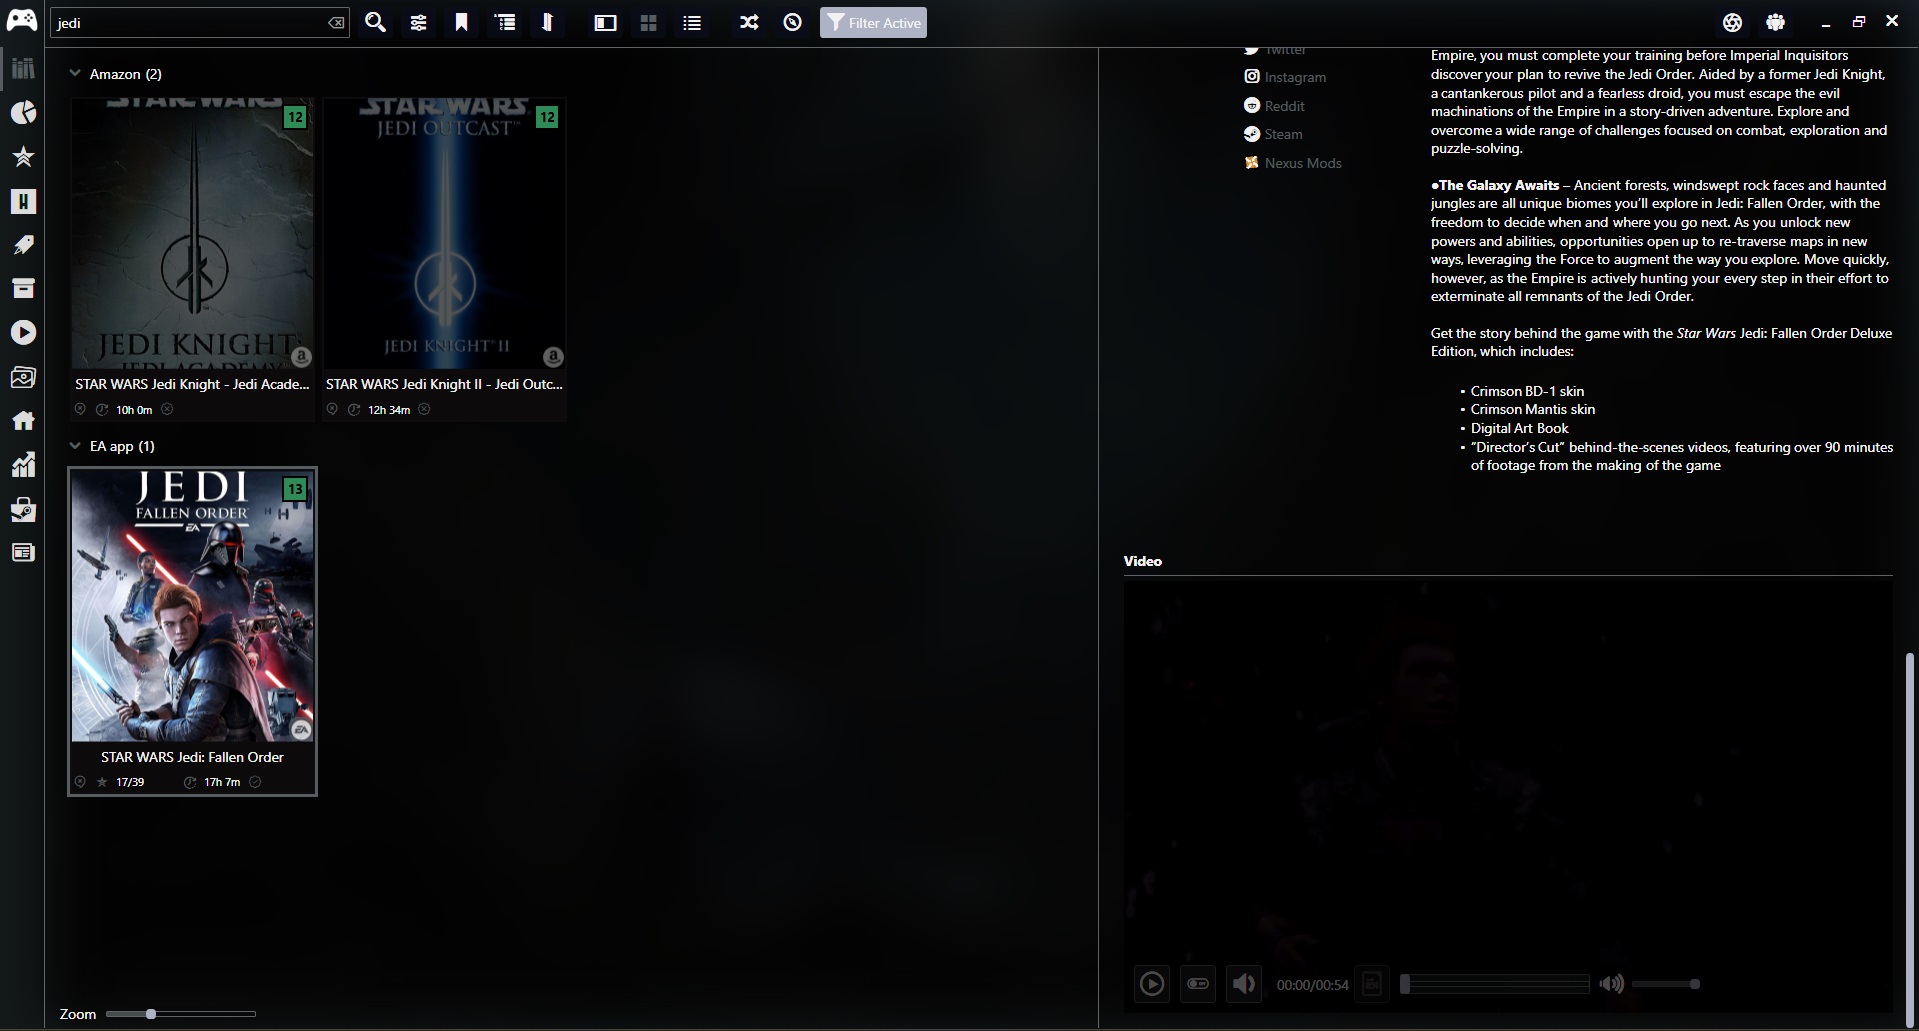 jedi
Filter Active
Amazon (2)
STAR WARS
12
JEDI KNIGHT
JEDI ACADEMY
STAR WARS Jedi Knight - Jedi Acade...
10h 0m
STAR WARS
JEDI OUTCAST
12
JEDI KNIGHT II
STAR WARS Jedi Knight II - Jedi Outc...
12h 34m
EA app (1)
JEDI
13
FALLEN ORDER
EA
EA
STAR WARS Jedi: Fallen Order
17/39
17h 7m
Zoom
Twitter
Instagram
Reddit
Steam
Nexus Mods
Empire, you must complete your training before Imperial Inquisitors
discover your plan to revive the Jedi Order. Aided by a former Jedi Knight,
a cantankerous pilot and a fearless droid, you must escape the evil
machinations of the Empire in a story-driven adventure. Explore and
overcome a wide range of challenges focused on combat, exploration and
puzzle-solving.
●The Galaxy Awaits – Ancient forests, windswept rock faces and haunted
jungles are all unique biomes you’ll explore in Jedi: Fallen Order, with the
freedom to decide when and where you go next. As you unlock new
powers and abilities, opportunities open up to re-traverse maps in new
ways, leveraging the Force to augment the way you explore. Move quickly,
however, as the Empire is actively hunting your every step in their effort to
exterminate all remnants of the Jedi Order.
Get the story behind the game with the Star Wars Jedi: Fallen Order Deluxe
Edition, which includes:
• Crimson BD-1 skin
• Crimson Mantis skin
• Digital Art Book
• “Director’s Cut” behind-the-scenes videos, featuring over 90 minutes
of footage from the making of the game
Video
00:00/00:54